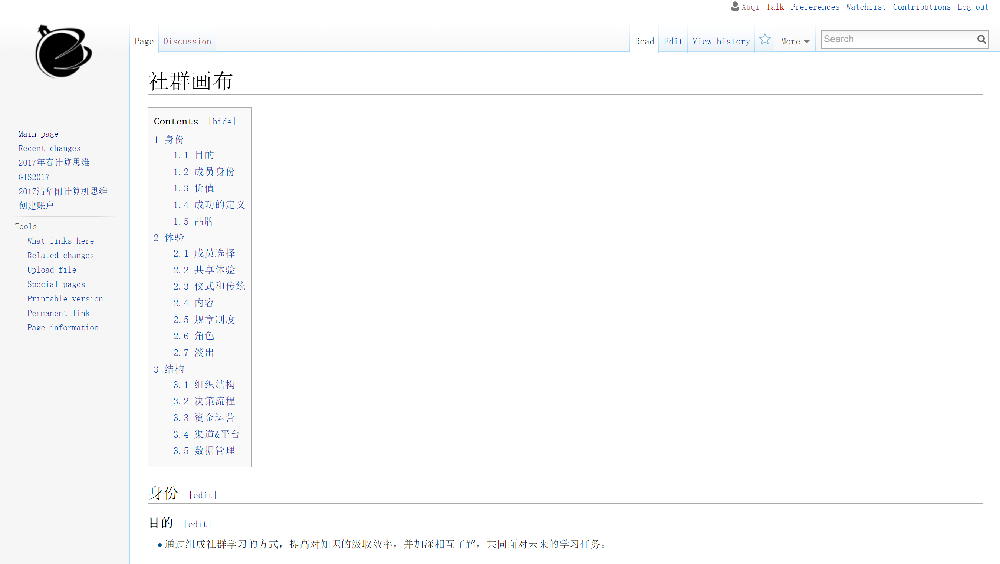 Xuqi Talk Preferences Watchlist Contributions Log out
Page Discussion Read Edit View history More Search
社群画布
Main page
Recent changes
2017年春计算思维
GIS2017
2017清华附计算机思维
创建账户
Tools
What links here
Related changes
Upload file
Special pages
Printable version
Permanent link
Page information
Contents [hide]
1 身份
1.1 目的
1.2 成员身份
1.3 价值
1.4 成功的定义
1.5 品牌
2 体验
2.1 成员选择
2.2 共享体验
2.3 仪式和传统
2.4 内容
2.5 规章制度
2.6 角色
2.7 淡出
3 结构
3.1 组织结构
3.2 决策流程
3.3 资金运营
3.4 渠道&平台
3.5 数据管理
身份 [edit]
目的 [edit]
通过组成社群学习的方式，提高对知识的汲取效率，并加深相互了解，共同面对未来的学习任务。